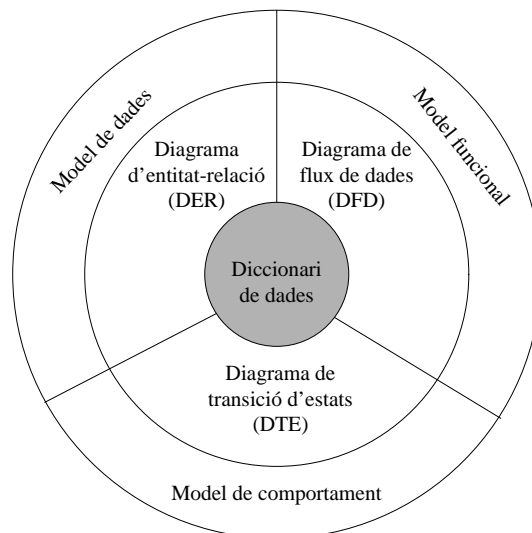 Model de dades
Model funcional
Diagrama
d'entitat-relació
(DER)
Diagrama de
flux de dades
(DFD)
Diccionari
de dades
Diagrama de
transició d'estats
(DTE)
Model de comportament